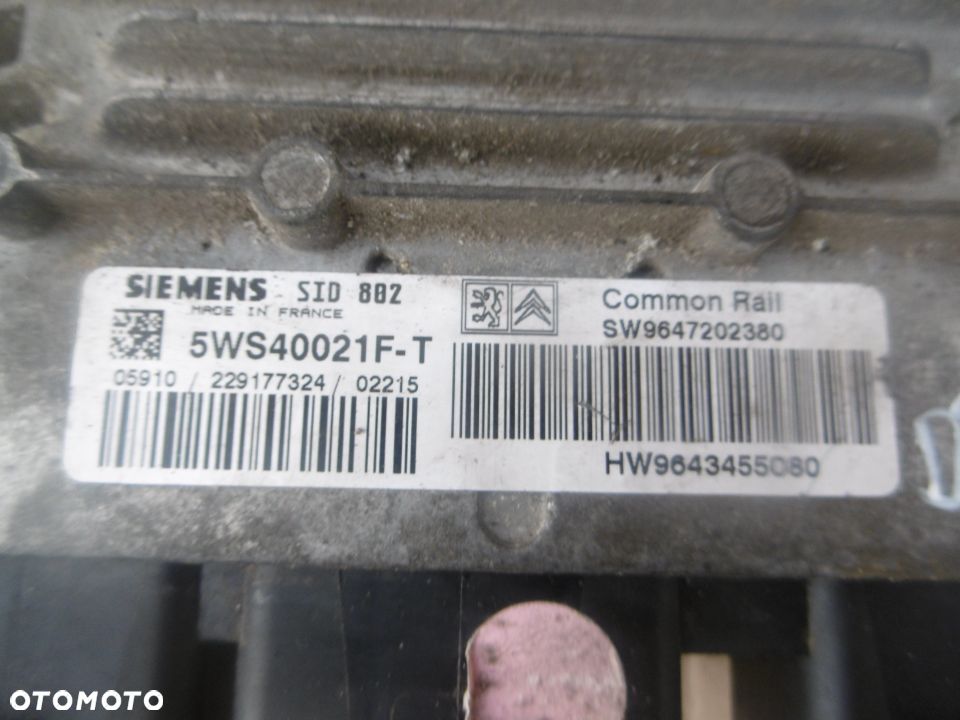 SIEMENS SID 802
MADE IN FRANCE
5WS40021F-T
05910 / 229177324 / 02215
Common Rail
SW9647202380
HW9643455080
OTOMOTO